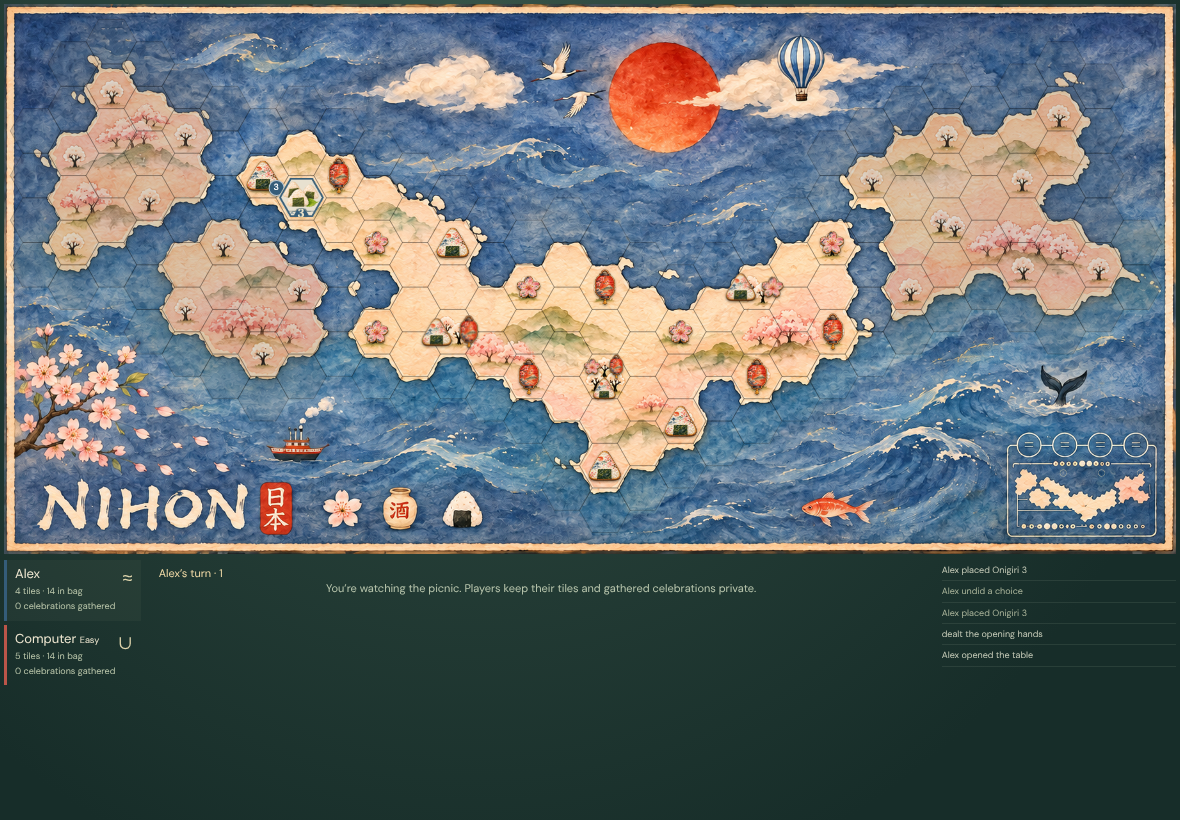 3
3
NIHON
日本
酒
Alex
4 tiles · 14 in bag
0 celebrations gathered
Computer Easy
5 tiles · 14 in bag
0 celebrations gathered
Alex's turn · 1
You're watching the picnic. Players keep their tiles and gathered celebrations private.
Alex placed Onigiri 3
Alex undid a choice
Alex placed Onigiri 3
dealt the opening hands
Alex opened the table